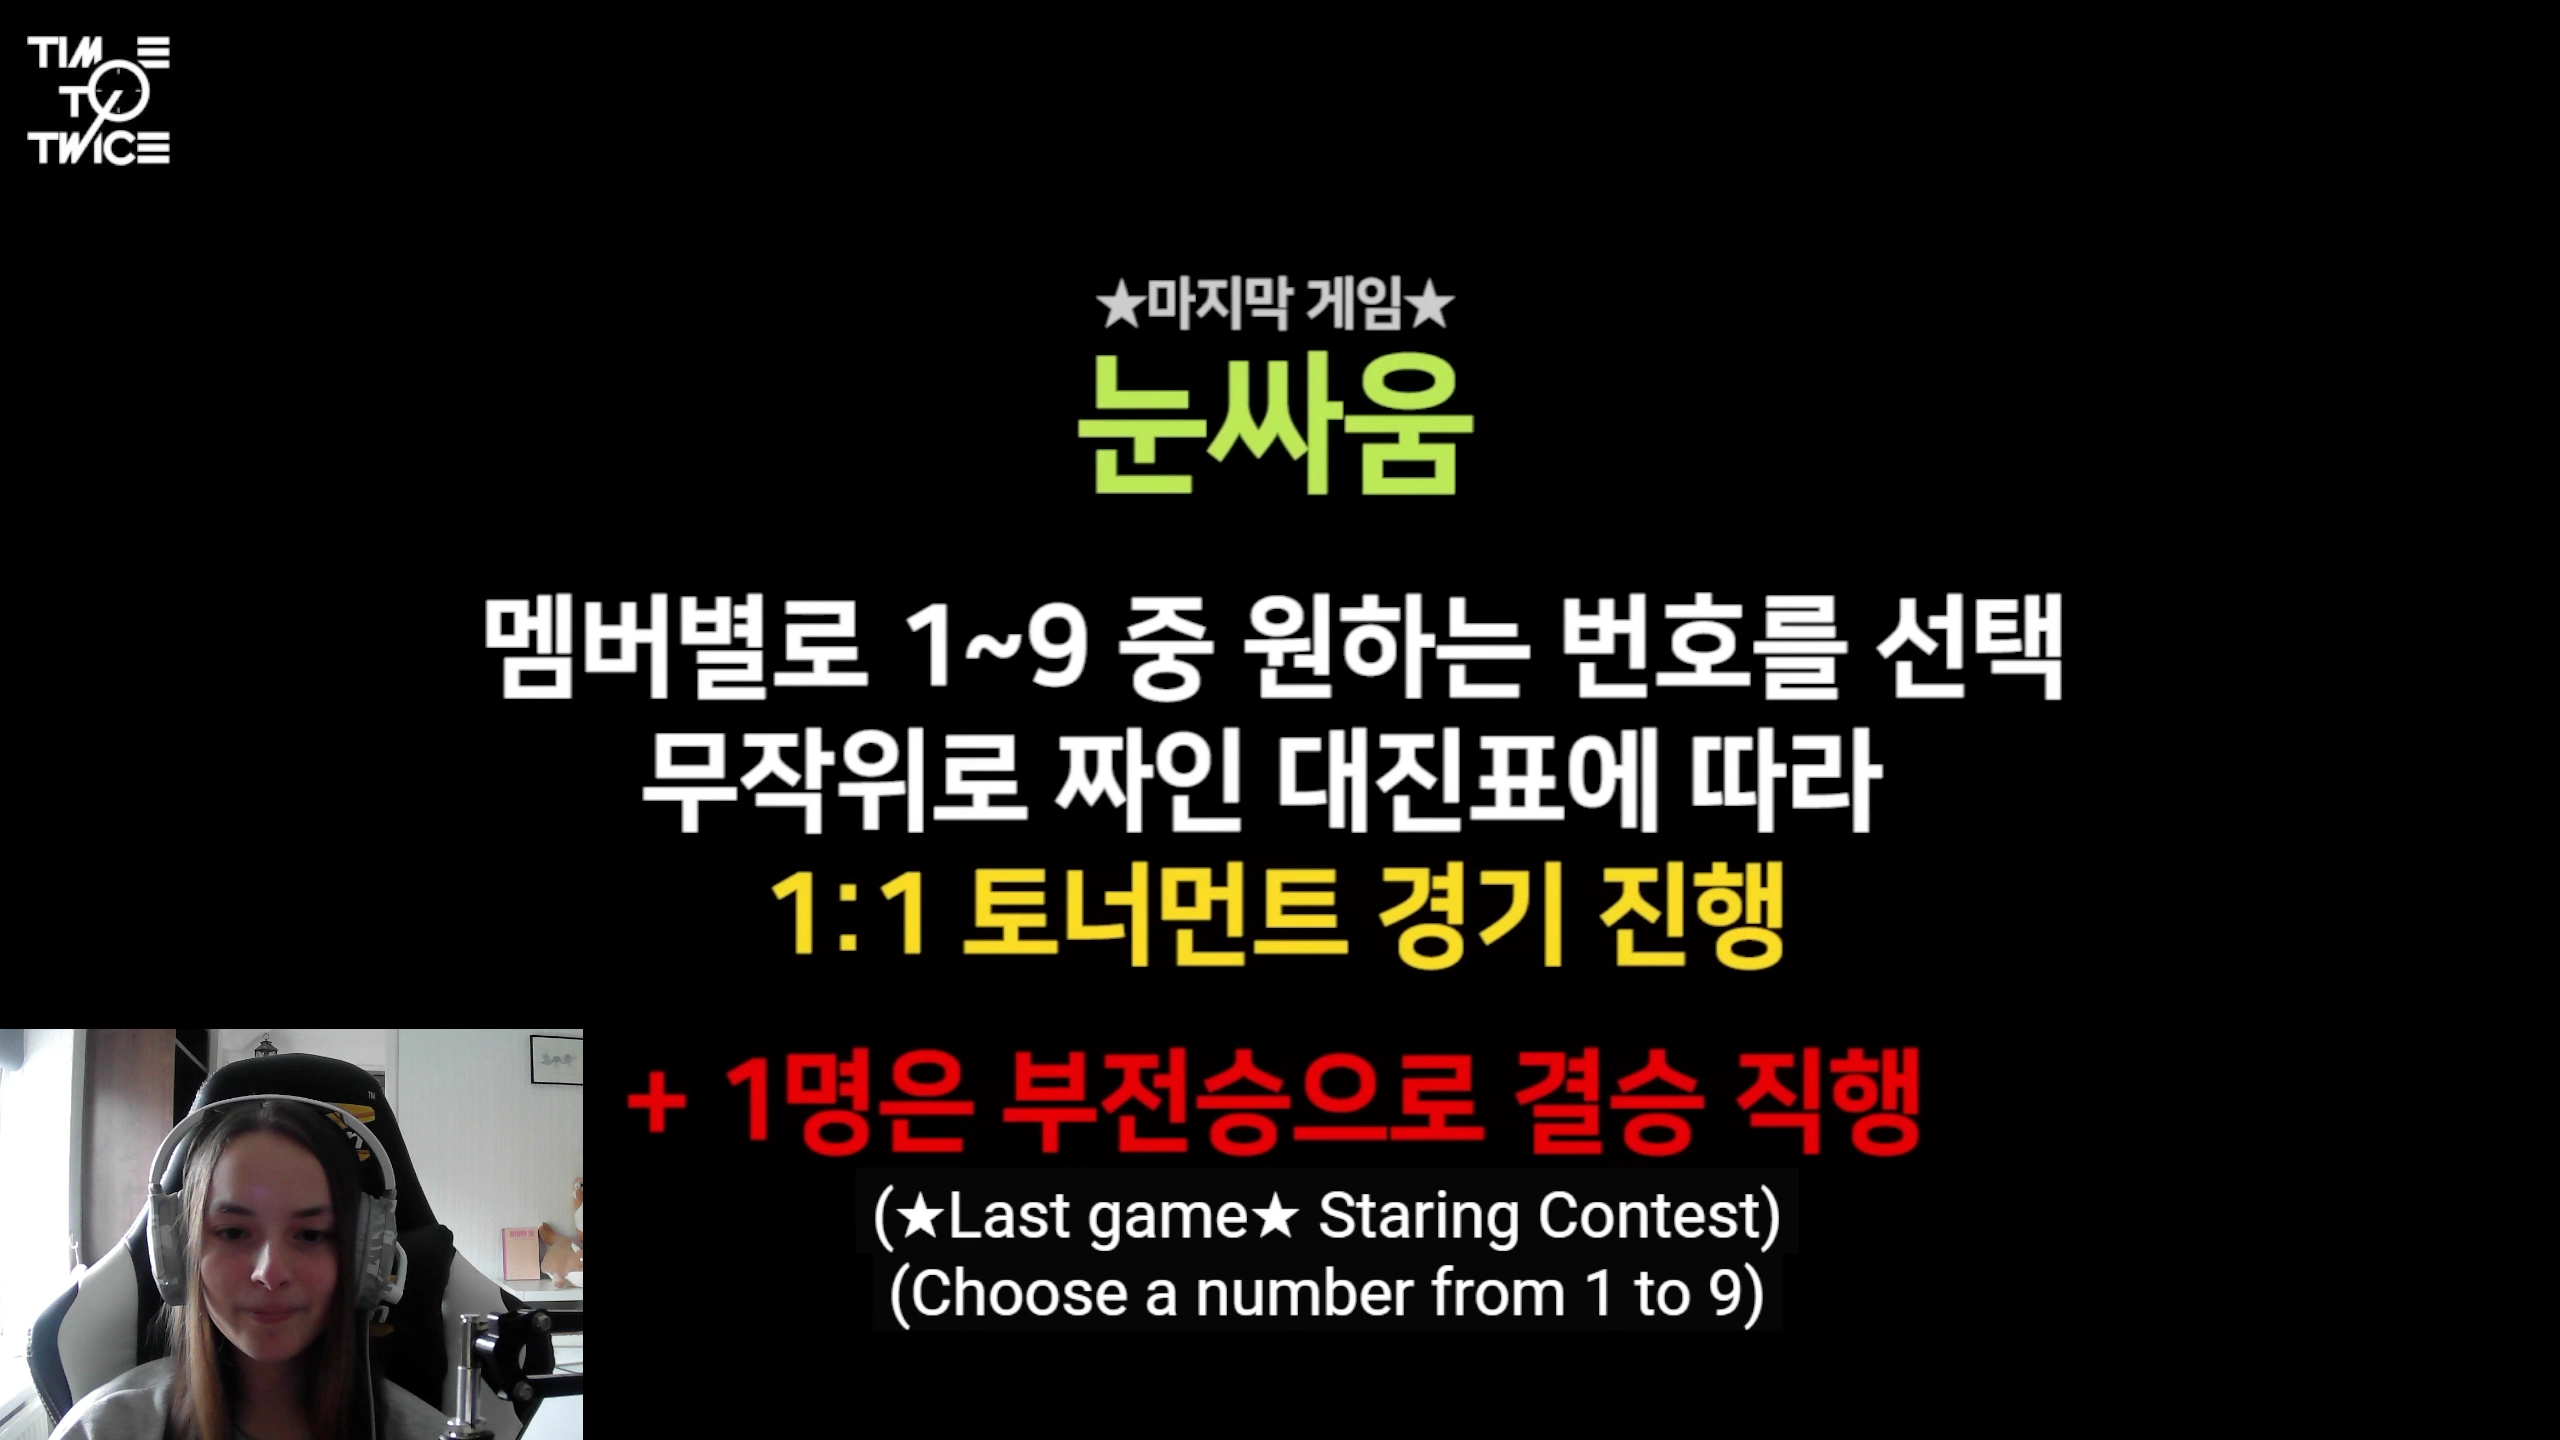 TIME
TO
TWICE
★마지막 게임★
눈싸움
멤버별로 1~9 중 원하는 번호를 선택
무작위로 짜인 대진표에 따라
1:1 토너먼트 경기 진행
+ 1명은 부전승으로 결승 직행
(★Last game★ Staring Contest)
(Choose a number from 1 to 9)